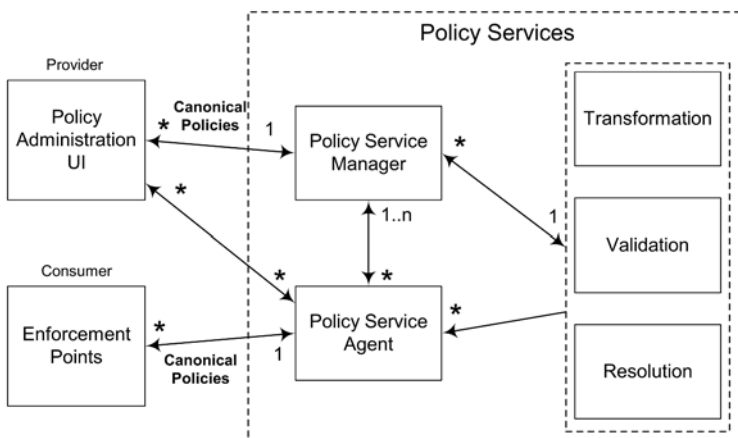 Policy Services
Provider
Policy
Administration
UI
*
Canonical
Policies
1
Policy Service
Manager
*
Transformation
*
1..n
1
Validation
Consumer
*
*
Enforcement
Points
*
Canonical
Policies
1
Policy Service
Agent
*
Resolution